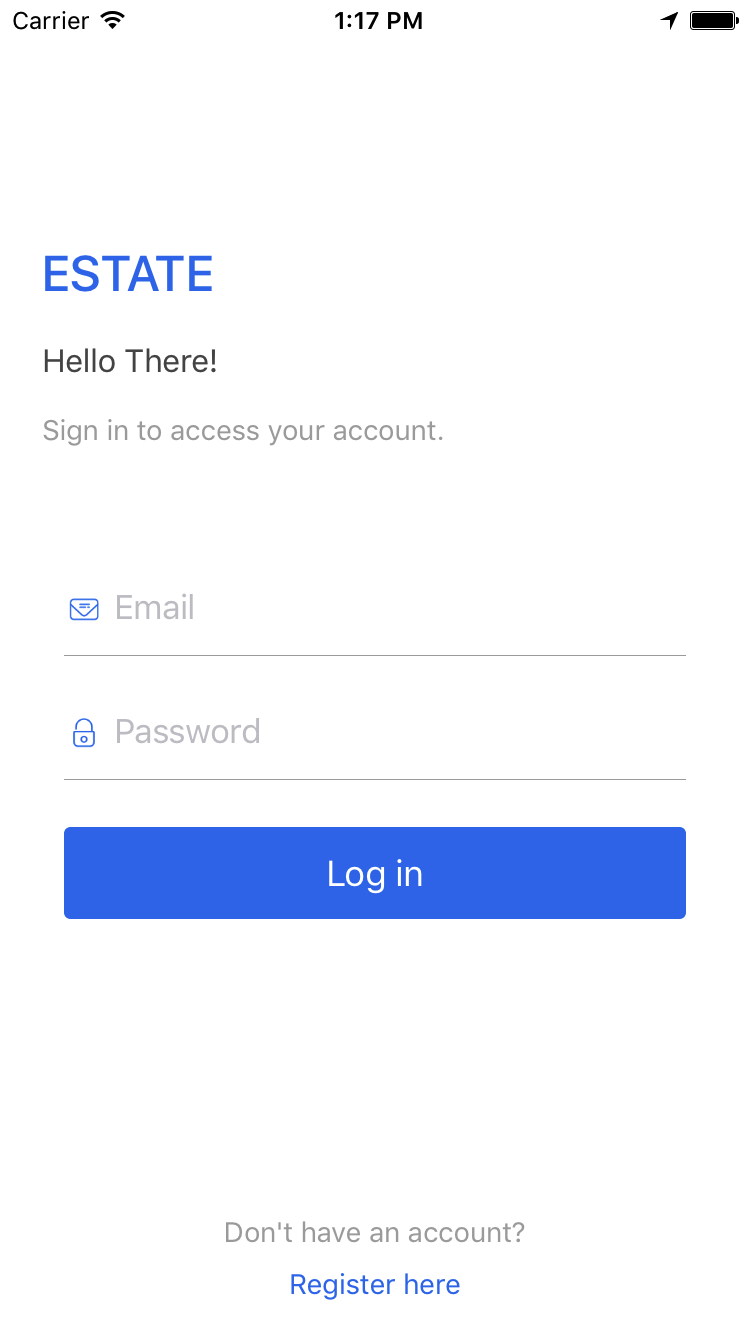 Carrier 1:17 PM
ESTATE
Hello There!
Sign in to access your account.
Email
Password
Log in
Don't have an account?
Register here